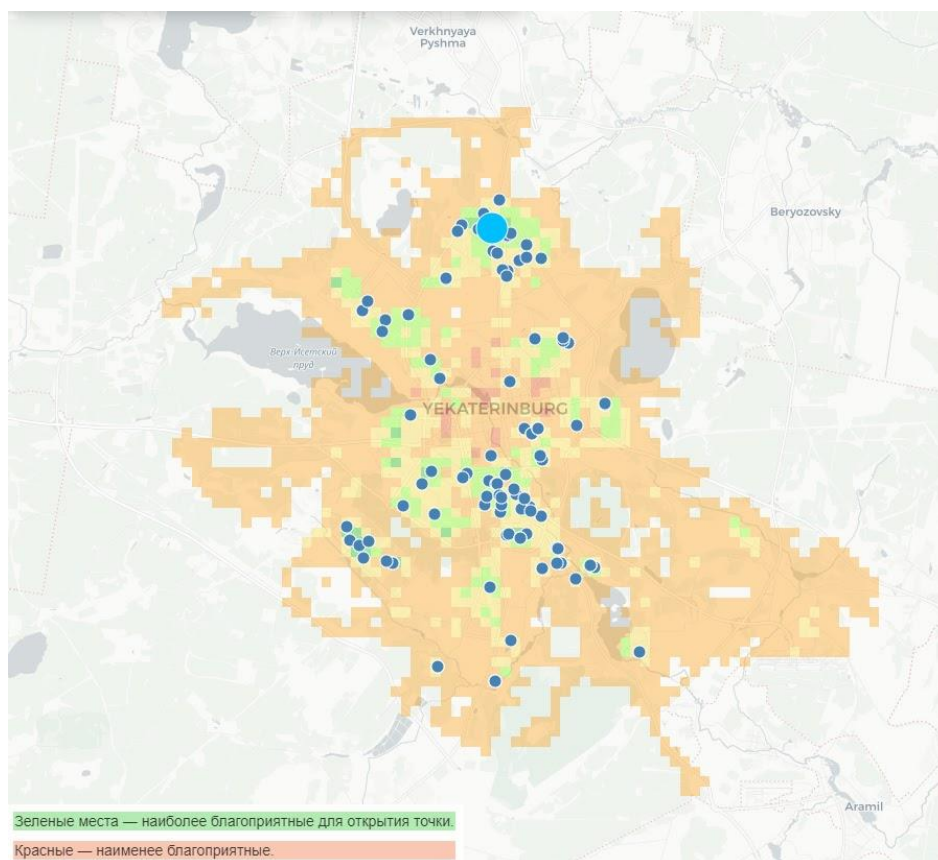 Verkhnyaya
Pyshma
Beryozovsky
Верх-Исетский
пруд
YEKATERINBURG
Aramil
Зеленые места — наиболее благоприятные для открытия точки.
Красные — наименее благоприятные.